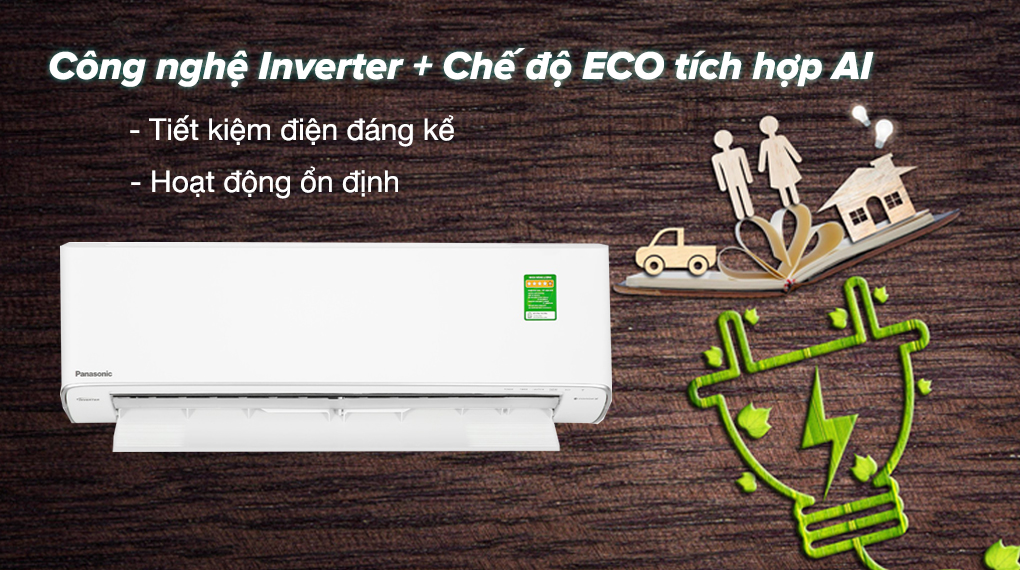 Công nghệ Inverter + Chế độ ECO tích hợp AI
- Tiết kiệm điện đáng kể
- Hoạt động ổn định
Panasonic